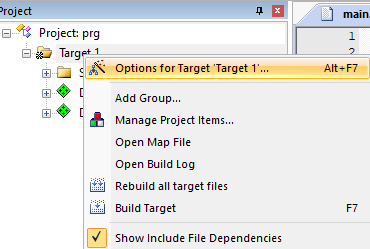 Project
Project: prg
Target 1
main.
1
2
Options for Target 'Target 1'... Alt+F7
S
D
D
Add Group...
Manage Project Items...
Open Map File
Open Build Log
Rebuild all target files
Build Target F7
Show Include File Dependencies